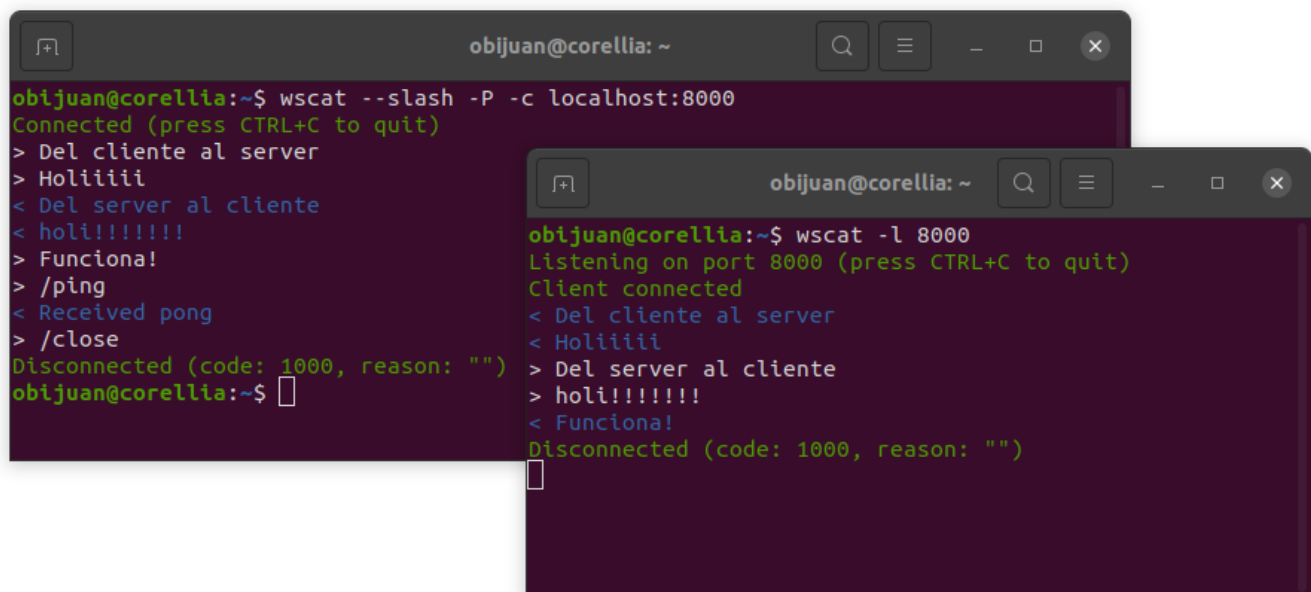 obijuan@corellia: ~
obijuan@corellia:~$ wscat --slash -P -c localhost:8000
Connected (press CTRL+C to quit)
> Del cliente al server
> Holiiiii
< Del server al cliente
< holi!!!!!!!
> Funciona!
> /ping
< Received pong
> /close
Disconnected (code: 1000, reason: "")
obijuan@corellia:~$
obijuan@corellia: ~
obijuan@corellia:~$ wscat -l 8000
Listening on port 8000 (press CTRL+C to quit)
Client connected
< Del cliente al server
< Holiiiii
> Del server al cliente
> holi!!!!!!!
< Funciona!
Disconnected (code: 1000, reason: "")